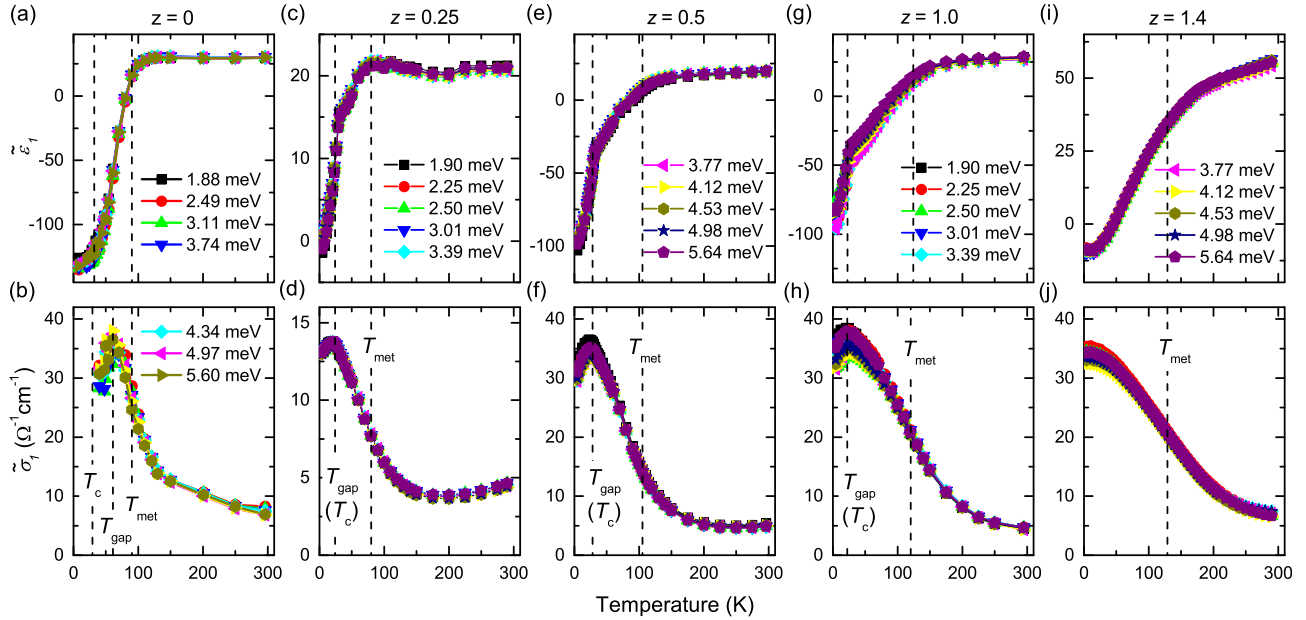 (a) z = 0 (c) z = 0.25 (e) z = 0.5 (g) z = 1.0 (i) z = 1.4
ε̃₁
0
-50
-100
1.88 meV
2.49 meV
3.11 meV
3.74 meV
20
10
0
1.90 meV
2.25 meV
2.50 meV
3.01 meV
3.39 meV
0
-50
-100
3.77 meV
4.12 meV
4.53 meV
4.98 meV
5.64 meV
0
-50
-100
1.90 meV
2.25 meV
2.50 meV
3.01 meV
3.39 meV
50
25
0
3.77 meV
4.12 meV
4.53 meV
4.98 meV
5.64 meV
(b) (d) (f) (h) (j)
σ̃₁ (Ω⁻¹cm⁻¹)
40
30
20
10
0
4.34 meV
4.97 meV
5.60 meV
Tc
Tgap
Tmet
0 100 200 300
15
10
5
0
Tmet
Tgap
(Tc)
0 100 200 300
40
30
20
10
0
Tmet
Tgap
(Tc)
0 100 200 300
40
30
20
10
0
Tmet
Tgap
(Tc)
0 100 200 300
40
30
20
10
0
Tmet
0 100 200 300
Temperature (K)